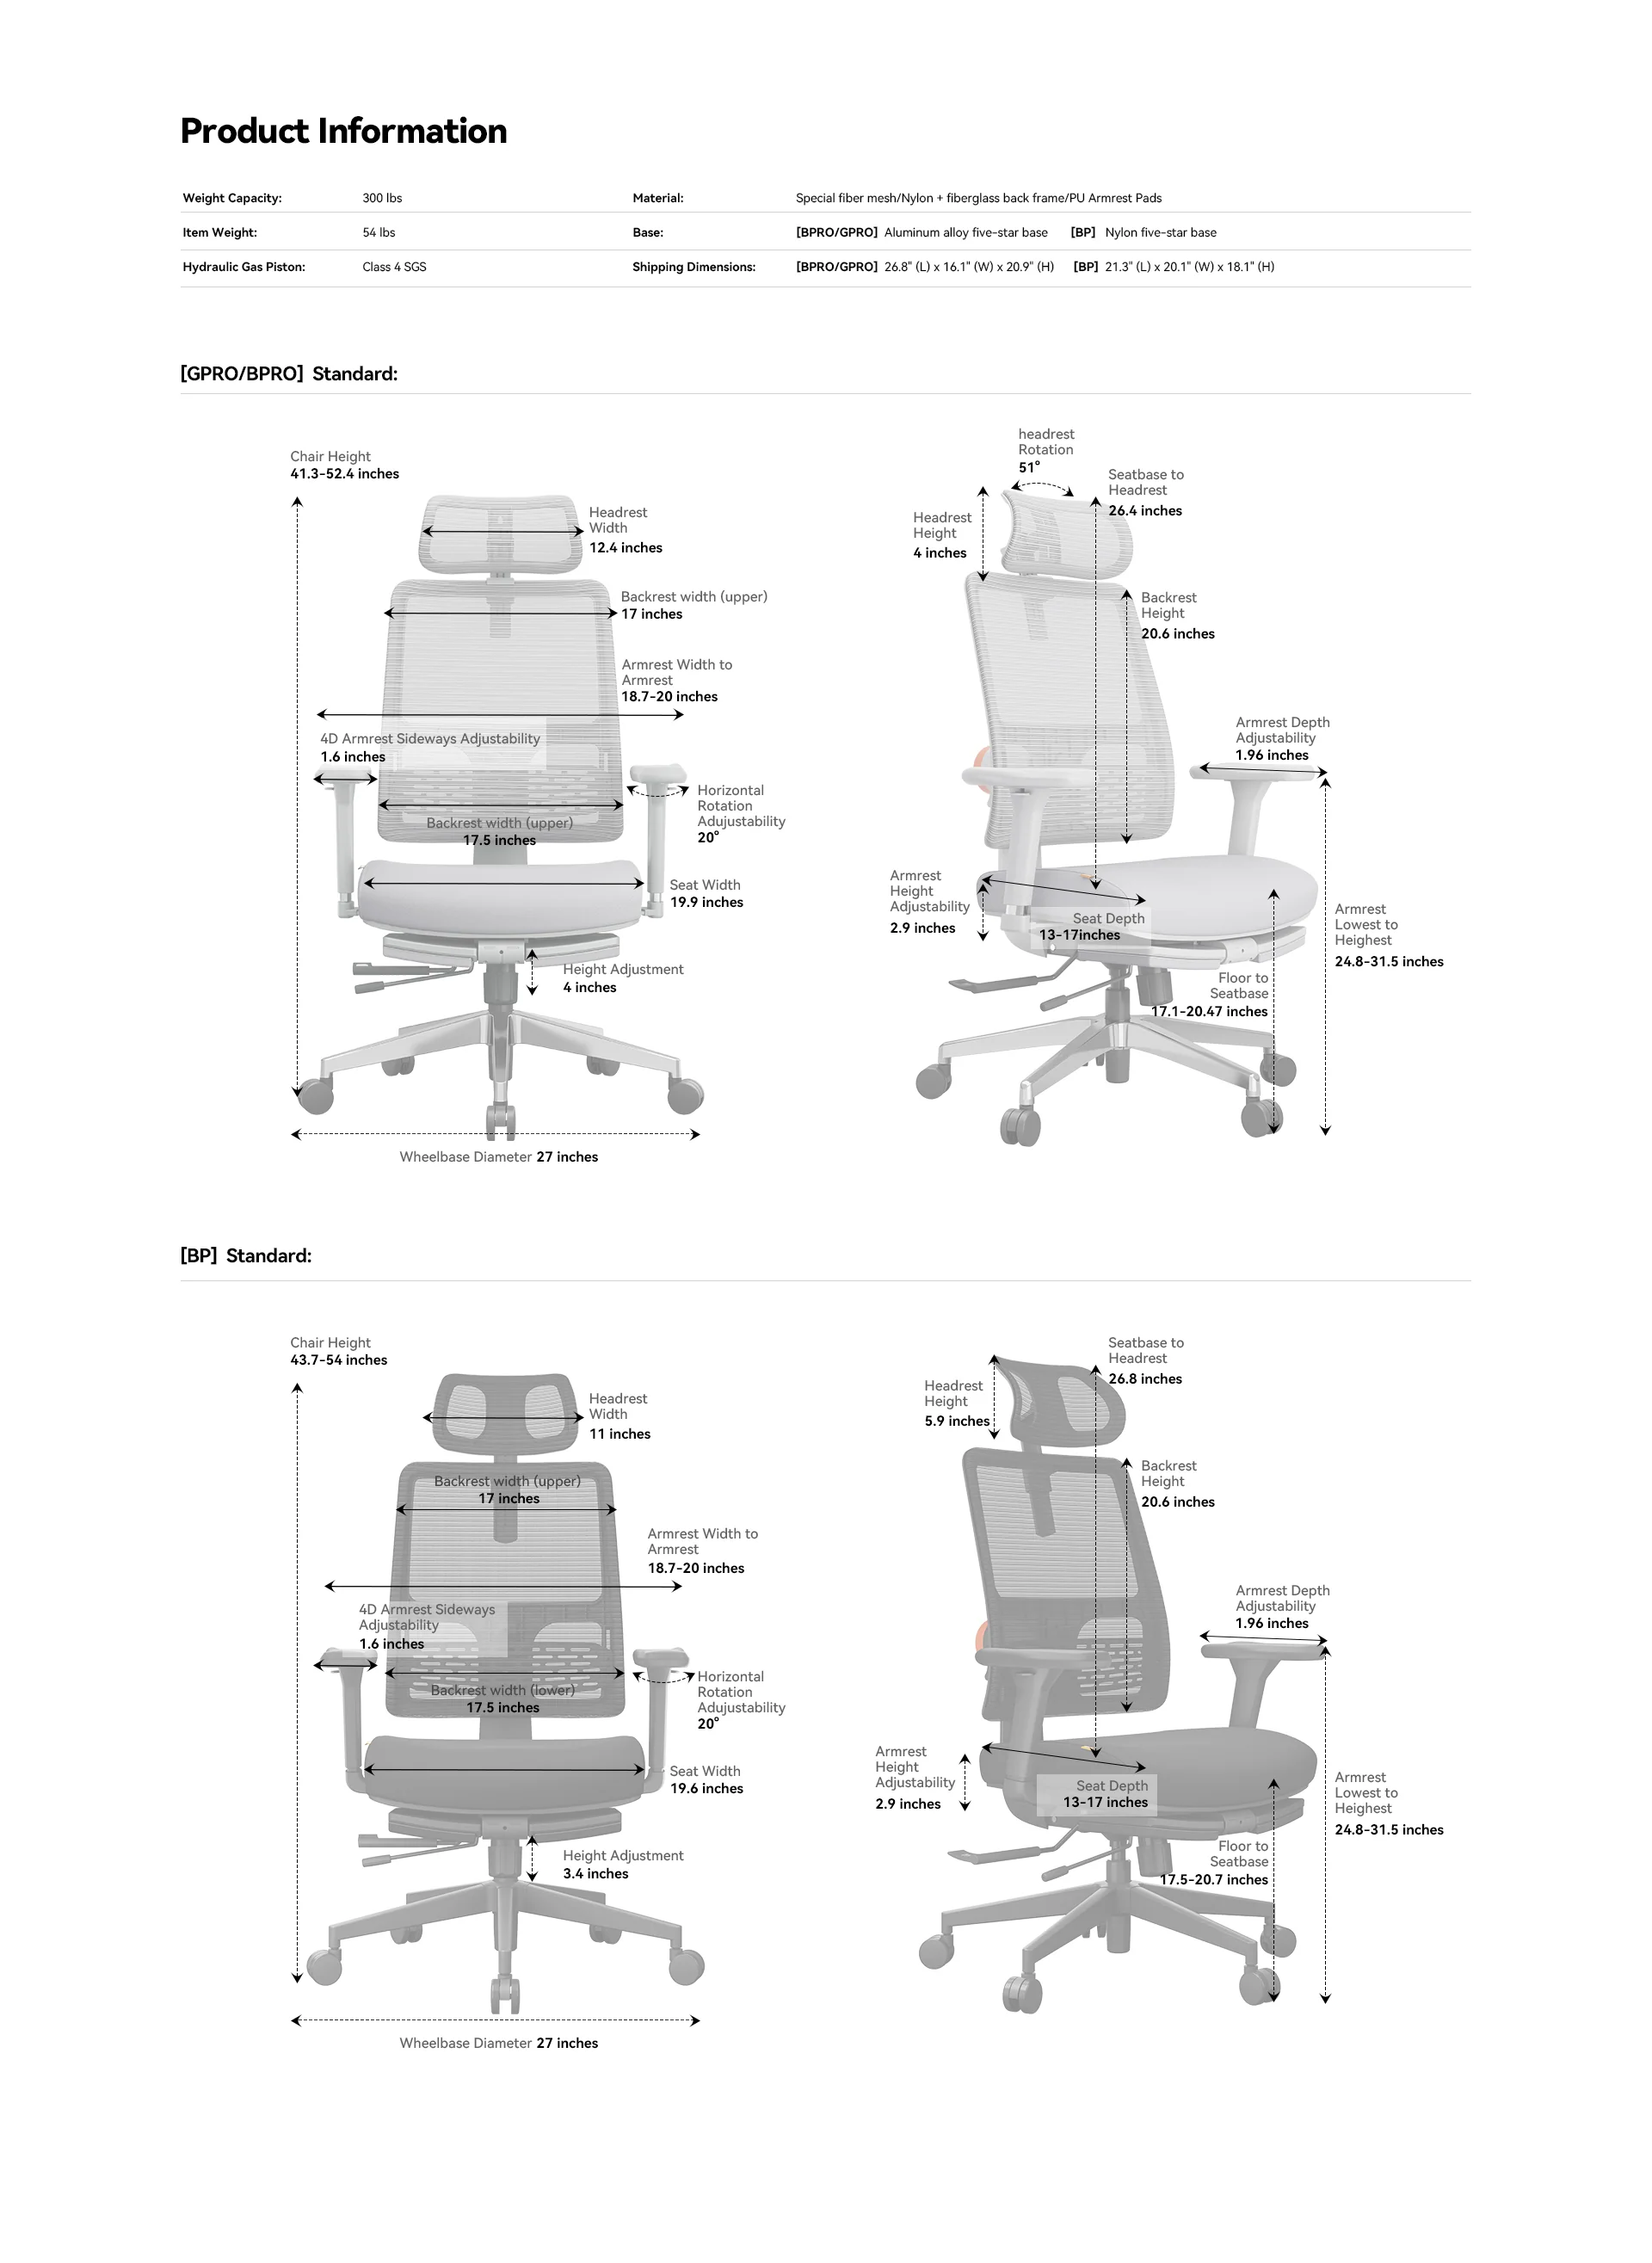 Product Information
Weight Capacity: 300 lbs Material: Special fiber mesh/Nylon + fiberglass back frame/PU Armrest Pads
Item Weight: 54 lbs Base: [BPRO/GPRO] Aluminum alloy five-star base [BP] Nylon five-star base
Hydraulic Gas Piston: Class 4 SGS Shipping Dimensions: [BPRO/GPRO] 26.8" (L) x 16.1" (W) x 20.9" (H) [BP] 21.3" (L) x 20.1" (W) x 18.1" (H)
[GPRO/BPRO] Standard:
Chair Height
41.3-52.4 inches
Headrest
Width
12.4 inches
Backrest width (upper)
17 inches
Armrest Width to
Armrest
18.7-20 inches
4D Armrest Sideways Adjustability
1.6 inches
Horizontal
Rotation
Adujustability
20°
Backrest width (upper)
17.5 inches
Seat Width
19.9 inches
Height Adjustment
4 inches
Wheelbase Diameter 27 inches
headrest
Rotation
51°
Seatbase to
Headrest
26.4 inches
Headrest
Height
4 inches
Backrest
Height
20.6 inches
Armrest Depth
Adjustability
1.96 inches
Armrest
Height
Adjustability
2.9 inches
Seat Depth
13-17inches
Armrest
Lowest to
Heighest
24.8-31.5 inches
Floor to
Seatbase
17.1-20.47 inches
[BP] Standard:
Chair Height
43.7-54 inches
Headrest
Width
11 inches
Backrest width (upper)
17 inches
Armrest Width to
Armrest
18.7-20 inches
4D Armrest Sideways
Adjustability
1.6 inches
Horizontal
Rotation
Adujustability
20°
Backrest width (lower)
17.5 inches
Seat Width
19.6 inches
Height Adjustment
3.4 inches
Wheelbase Diameter 27 inches
Seatbase to
Headrest
26.8 inches
Headrest
Height
5.9 inches
Backrest
Height
20.6 inches
Armrest Depth
Adjustability
1.96 inches
Armrest
Height
Adjustability
2.9 inches
Seat Depth
13-17 inches
Armrest
Lowest to
Heighest
24.8-31.5 inches
Floor to
Seatbase
17.5-20.7 inches